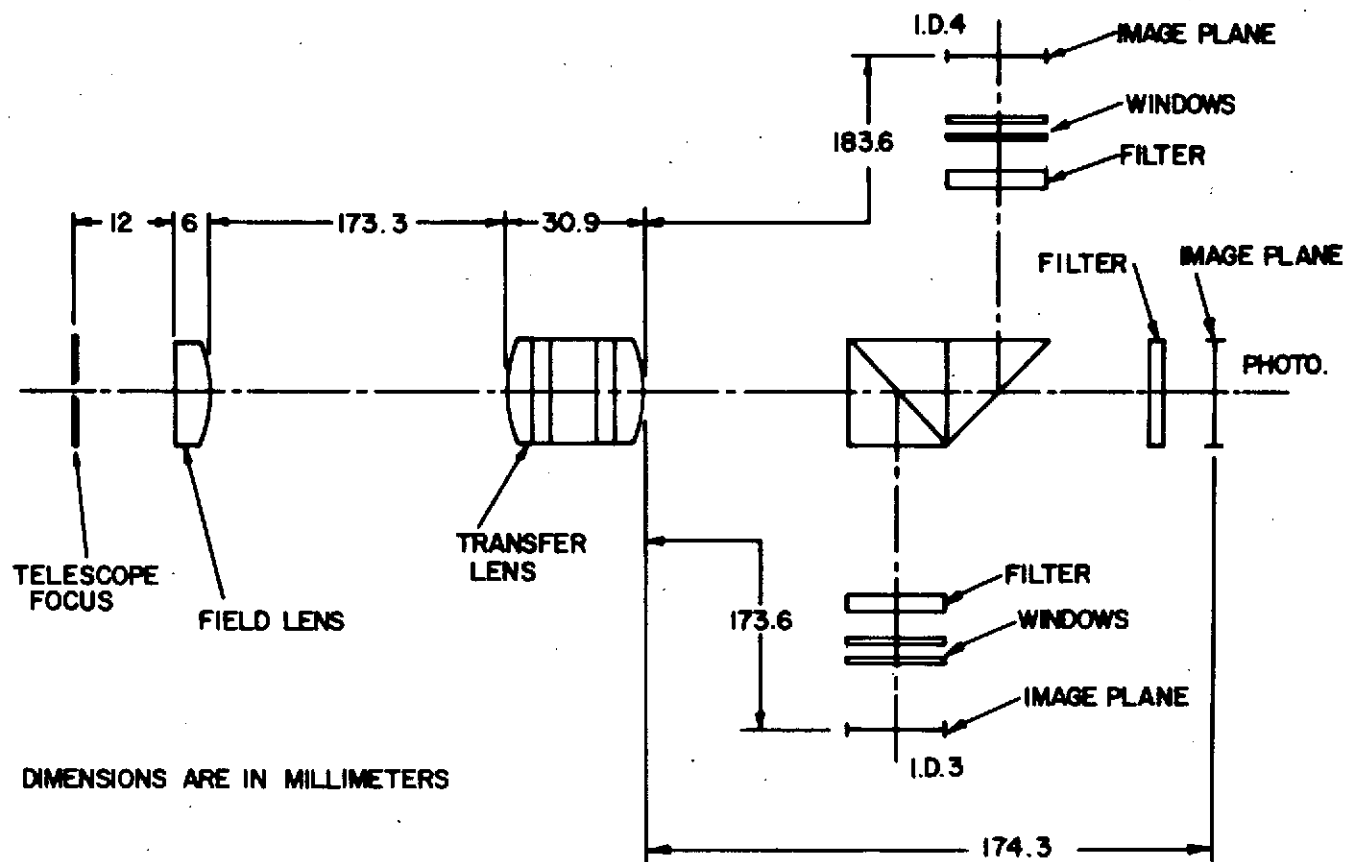 I.D.4
IMAGE PLANE
WINDOWS
183.6
FILTER
12
6
173.3
30.9
FILTER
IMAGE PLANE
PHOTO.
TELESCOPE
FOCUS
FIELD LENS
TRANSFER
LENS
FILTER
173.6
WINDOWS
IMAGE PLANE
I.D.3
DIMENSIONS ARE IN MILLIMETERS
174.3